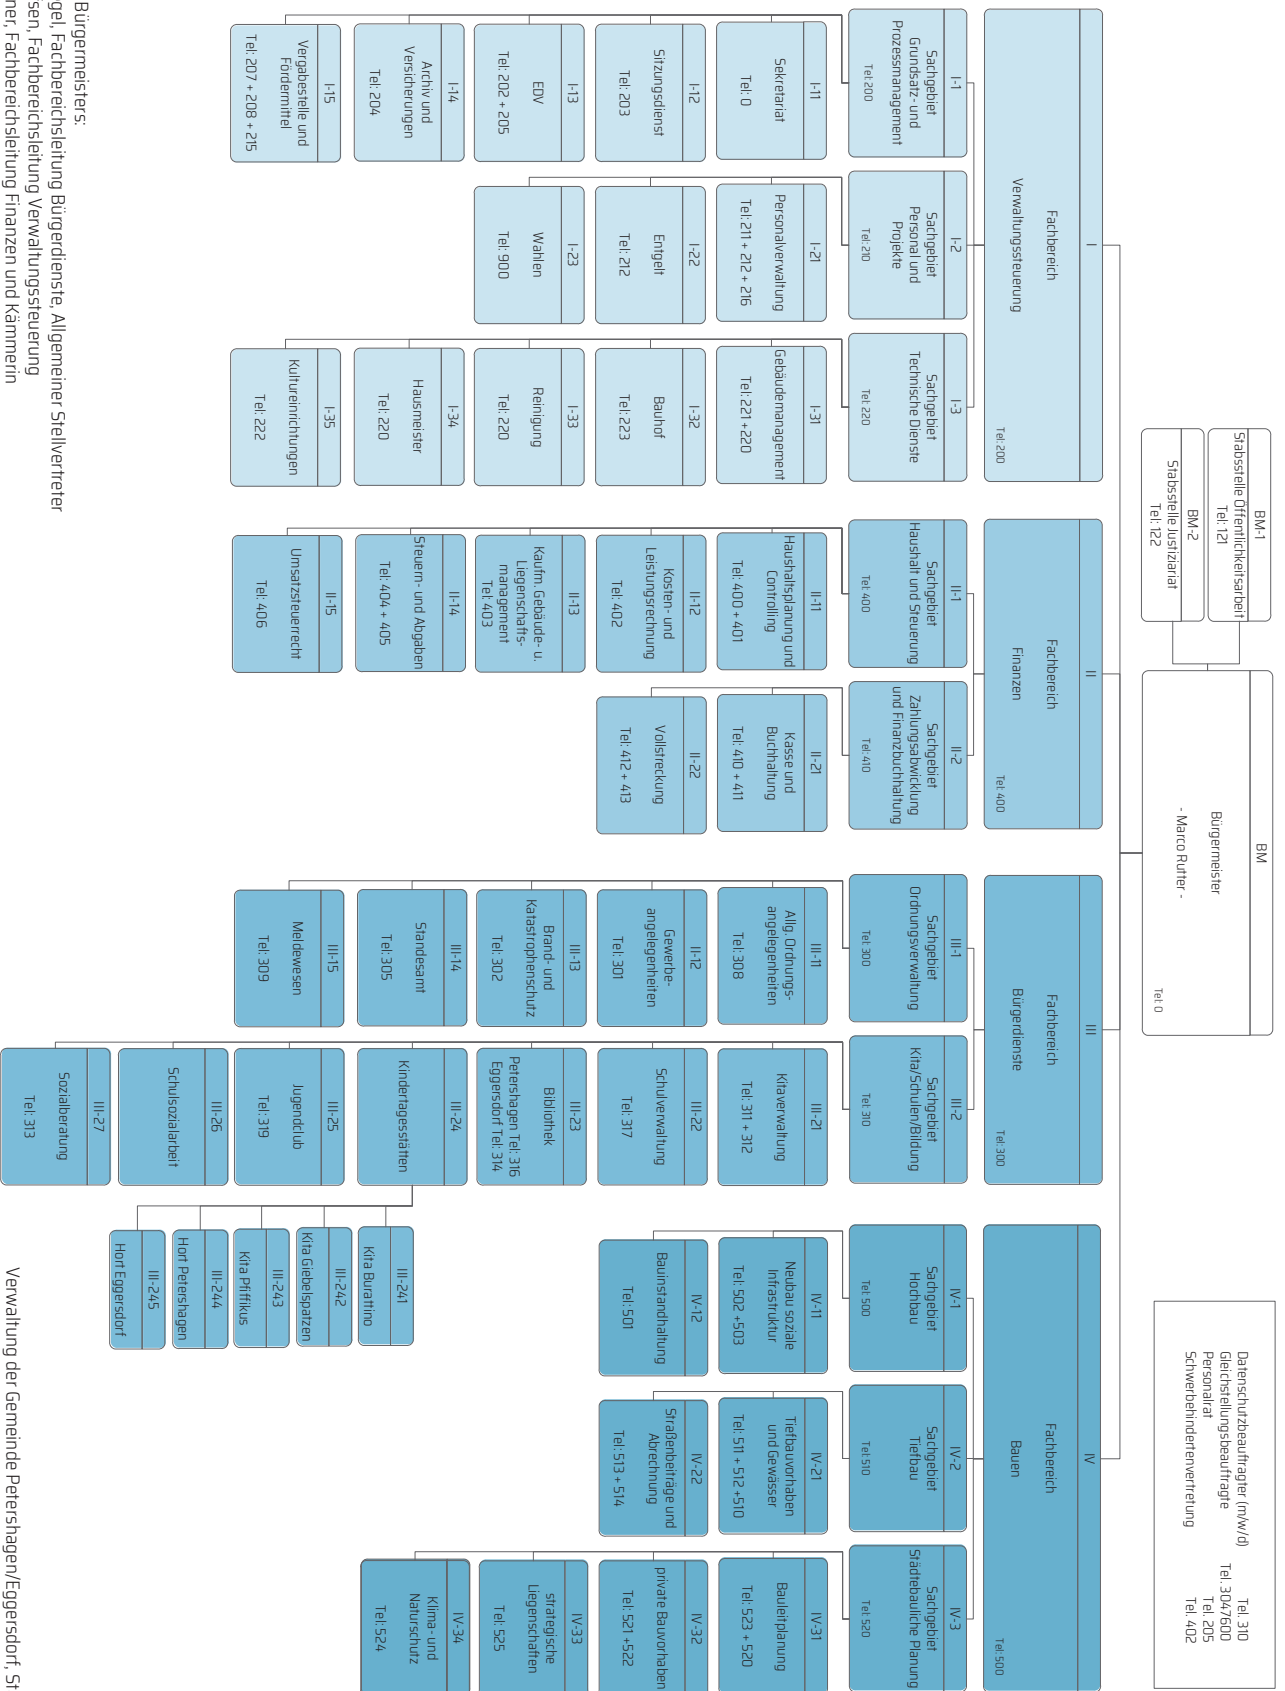 BM-1
Stabsstelle Öffentlichkeitsarbeit
Tel: 121
BM-2
Stabsstelle Justiziariat
Tel: 122
BM
Bürgermeister
- Marco Rutter -
Tel: 0
Datenschutzbeauftragter (m/w/d) Tel. 310
Gleichstellungsbeauftragte Tel. 3047600
Personalrat Tel. 205
Schwerbehindertenvertretung Tel. 402
I
Fachbereich
Verwaltungssteuerung
Tel: 200
I-1
Sachgebiet
Grundsatz- und
Prozessmanagement
Tel: 200
I-11
Sekretariat
Tel: 0
I-12
Sitzungsdienst
Tel: 203
I-13
EDV
Tel: 202 + 205
I-14
Archiv und
Versicherungen
Tel: 204
I-15
Vergabestelle und
Fördermittel
Tel: 207 + 208 + 215
I-2
Sachgebiet
Personal und
Projekte
Tel: 210
I-21
Personalverwaltung
Tel: 211 + 212 + 216
I-22
Entgelt
Tel: 212
I-23
Wahlen
Tel: 900
I-3
Sachgebiet
Technische Dienste
Tel: 220
I-31
Gebäudemanagement
Tel: 221 +220
I-32
Bauhof
Tel: 223
I-33
Reinigung
Tel: 220
I-34
Hausmeister
Tel: 220
I-35
Kultureinrichtungen
Tel: 222
II
Fachbereich
Finanzen
Tel: 400
II-1
Sachgebiet
Haushalt und Steuerung
Tel: 400
II-11
Haushaltsplanung und
Controlling
Tel: 400 + 401
II-12
Kosten- und
Leistungsrechnung
Tel: 402
II-13
Kaufm. Gebäude- u.
Liegenschafts-
management
Tel: 403
II-14
Steuern- und Abgaben
Tel: 404 + 405
II-15
Umsatzsteuerrecht
Tel: 406
II-2
Sachgebiet
Zahlungsabwicklung
und Finanzbuchhaltung
Tel: 410
II-21
Kasse und
Buchhaltung
Tel: 410 + 411
II-22
Vollstreckung
Tel: 412 + 413
III
Fachbereich
Bürgerdienste
Tel: 300
III-1
Sachgebiet
Ordnungsverwaltung
Tel: 300
III-11
Allg. Ordnungs-
angelegenheiten
Tel: 308
III-12
Gewerbe-
angelegenheiten
Tel: 301
III-13
Brand- und
Katastrophenschutz
Tel: 302
III-14
Standesamt
Tel: 305
III-15
Meldewesen
Tel: 309
III-2
Sachgebiet
Kita/Schulen/Bildung
Tel: 310
III-21
Kitaverwaltung
Tel: 311 + 312
III-22
Schulverwaltung
Tel: 317
III-23
Bibliothek
Petershagen Tel: 316
Eggersdorf Tel: 314
III-24
Kindertagesstätten
III-25
Jugendclub
Tel: 319
III-26
Schulsozialarbeit
III-27
Sozialberatung
Tel: 313
III-241
Kita Burattino
III-242
Kita Giebelspatzen
III-243
Kita Pfiffikus
III-244
Hort Petershagen
III-245
Hort Eggersdorf
IV
Fachbereich
Bauen
Tel: 500
IV-1
Sachgebiet
Hochbau
Tel: 500
IV-11
Neubau soziale
Infrastruktur
Tel: 502 +503
IV-12
Bauinstandhaltung
Tel: 501
IV-2
Sachgebiet
Tiefbau
Tel: 510
IV-21
Tiefbauvorhaben
und Gewässer
Tel: 511 + 512 +510
IV-22
Straßenbeiträge und
Abrechnung
Tel: 513 + 514
IV-3
Sachgebiet
Städtebauliche Planung
Tel: 520
IV-31
Bauleitplanung
Tel: 523 + 520
IV-32
private Bauvorhaben
Tel: 521 +522
IV-33
strategische
Liegenschaften
Tel: 525
IV-34
Klima- und
Naturschutz
Tel: 524
Bürgermeisters:
gel, Fachbereichsleitung Bürgerdienste, Allgemeiner Stellvertreter
sen, Fachbereichsleitung Verwaltungssteuerung
ner, Fachbereichsleitung Finanzen und Kämmerin
Verwaltung der Gemeinde Petershagen/Eggersdorf, St